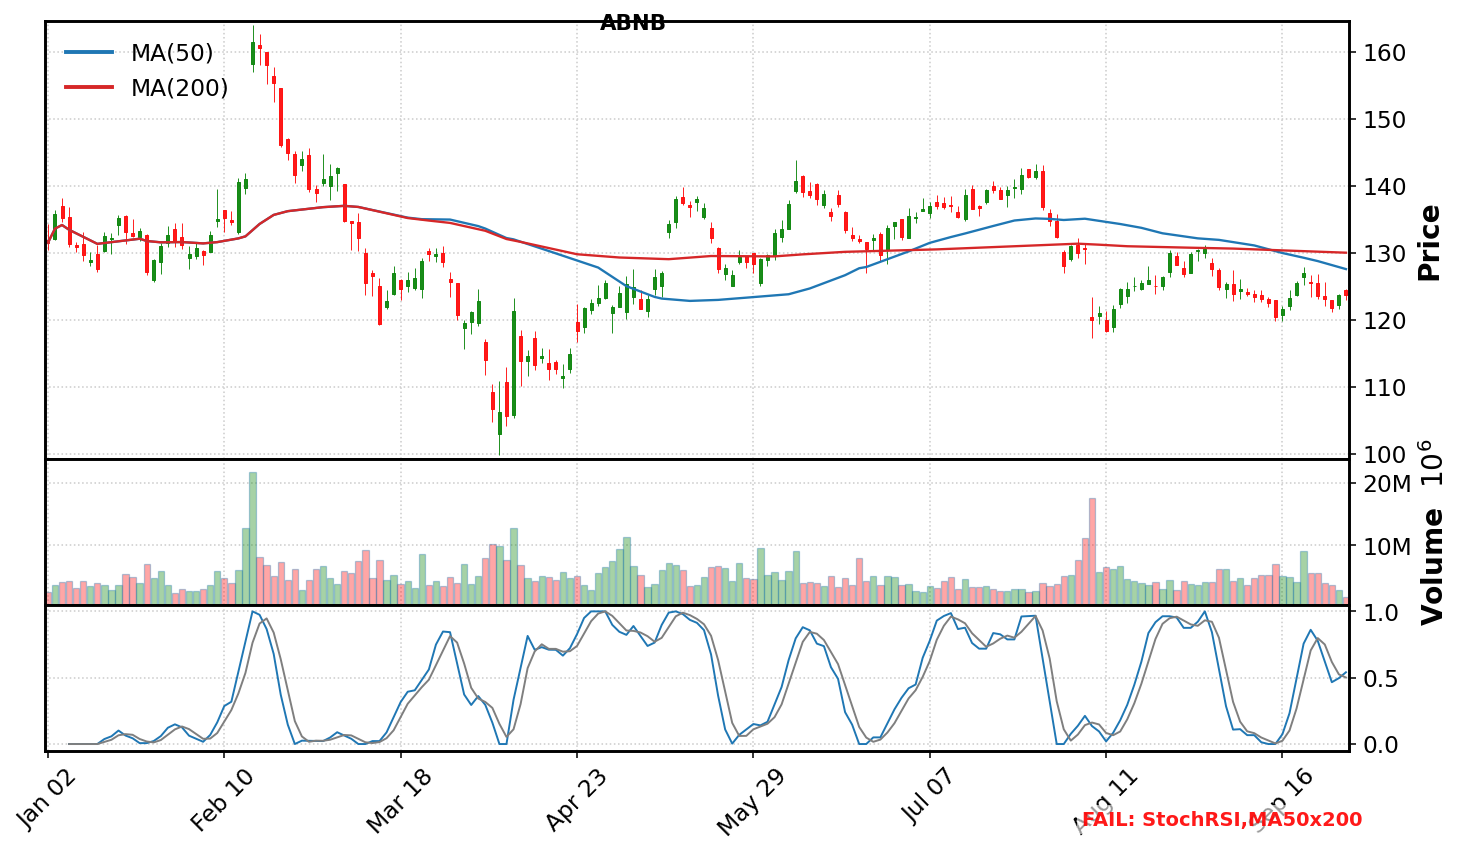 ABNB
MA(50)
MA(200)
160
150
140
130
120
110
100
Price
20M
10M
Volume 10^6
1.0
0.5
0.0
Jan 02
Feb 10
Mar 18
Apr 23
May 29
Jul 07
Aug 11
Sep 16
FAIL: StochRSI,MA50x200